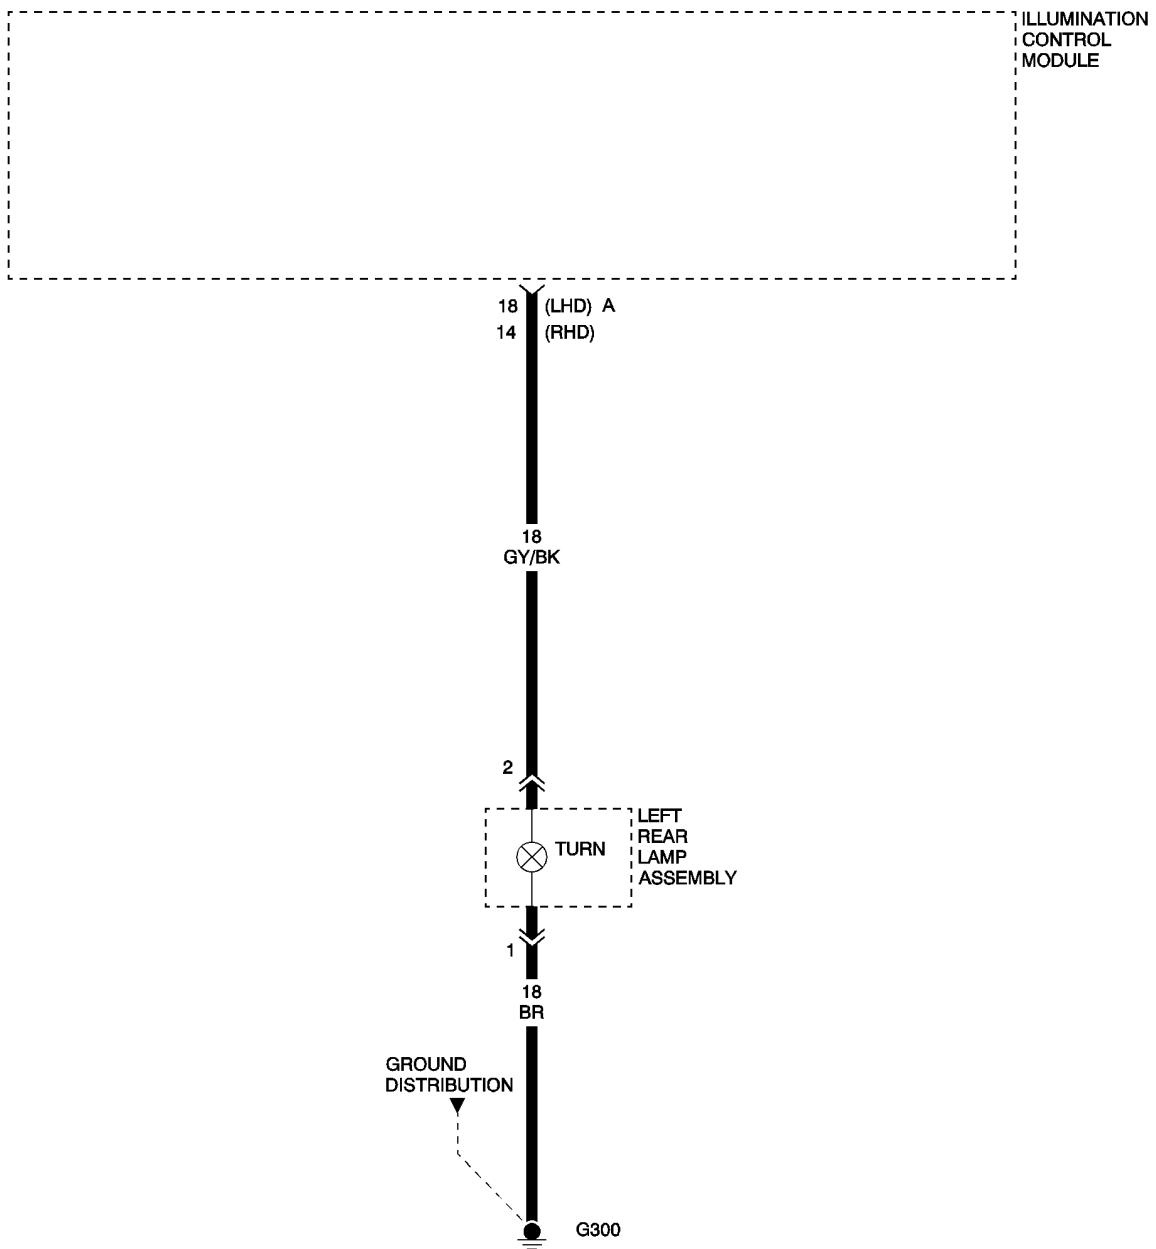 ILLUMINATION
CONTROL
MODULE
18 (LHD) A
14 (RHD)
18
GY/BK
2
LEFT
REAR
LAMP
ASSEMBLY
TURN
1
18
BR
GROUND
DISTRIBUTION
G300